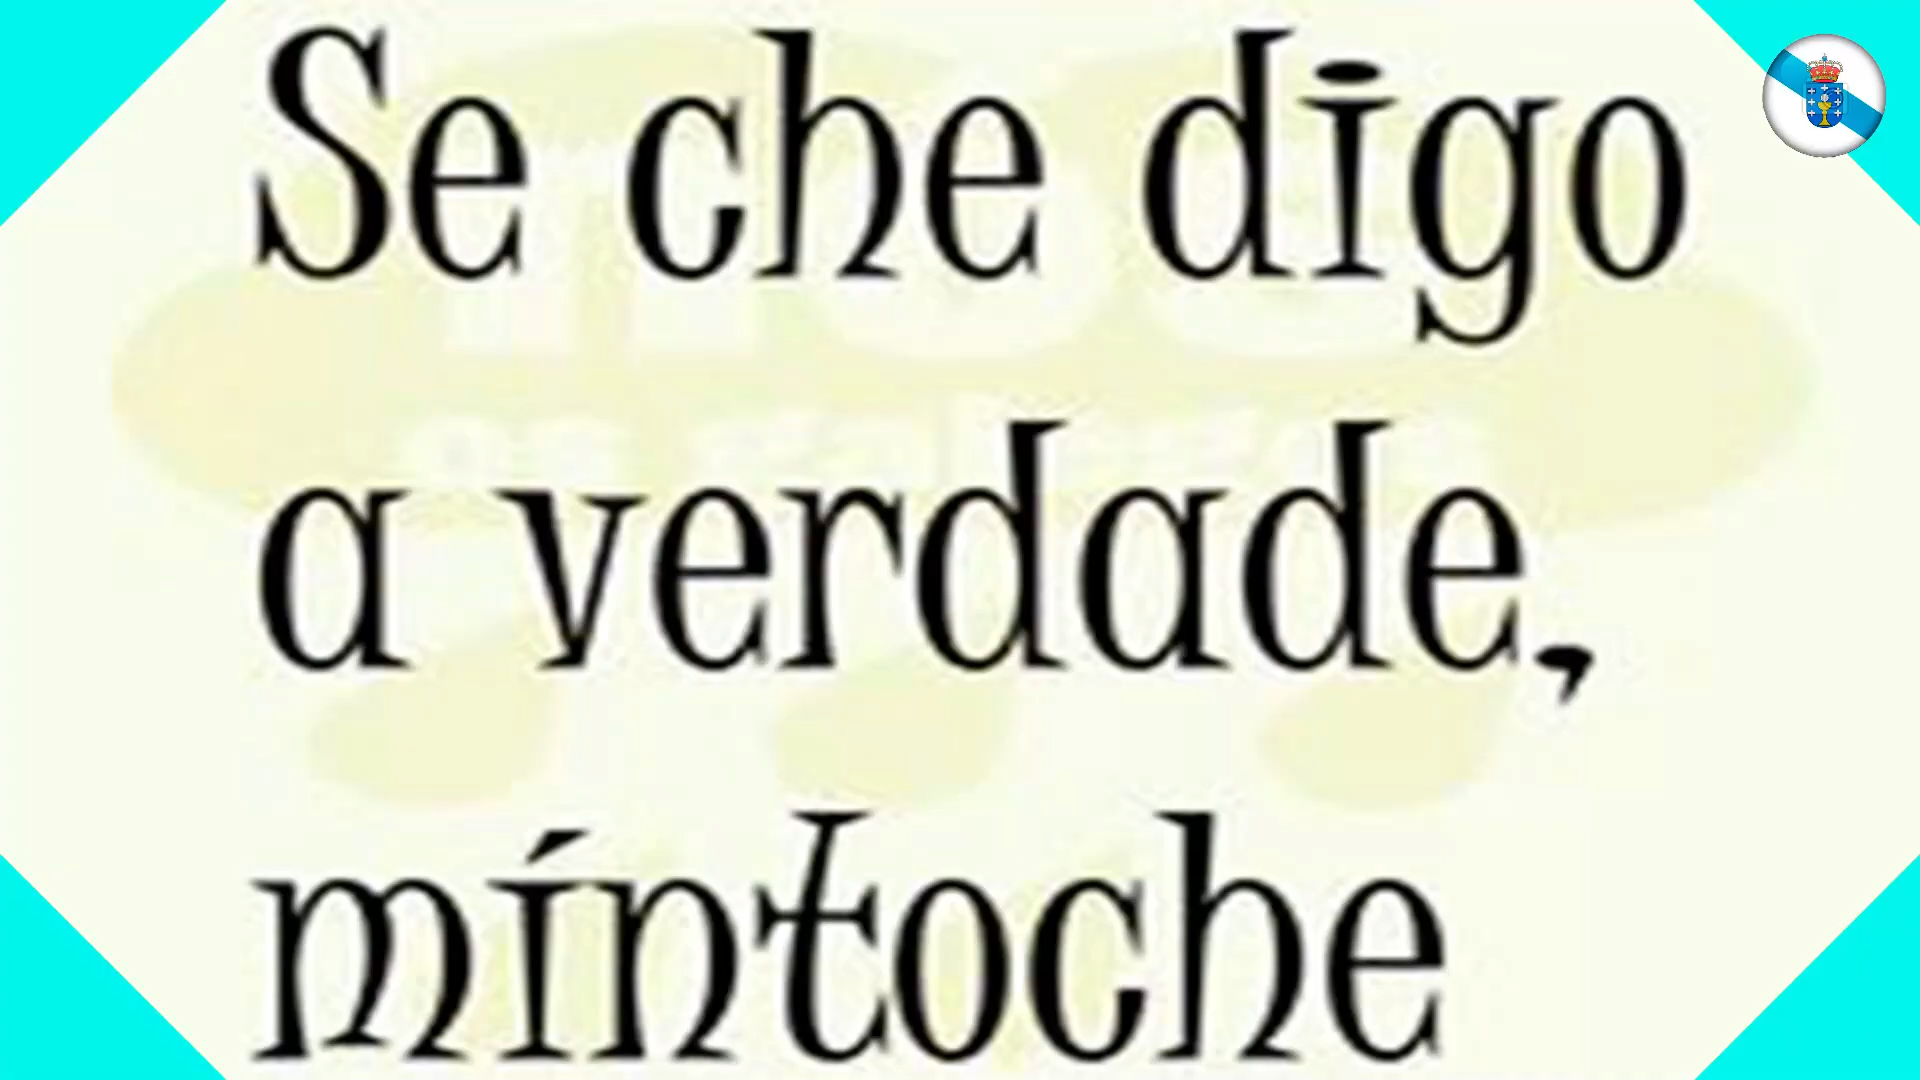 Se che digo
a verdade,
míntoche